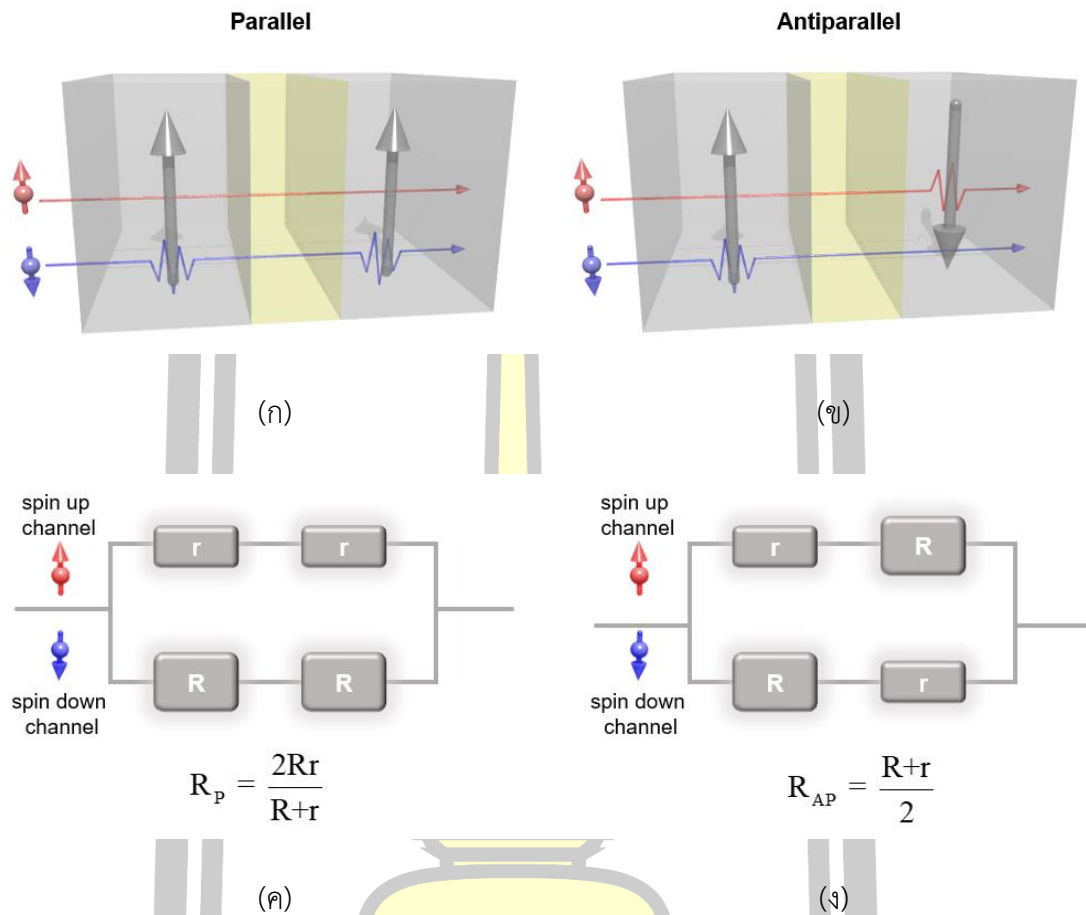 Parallel
Antiparallel
(ก)
(ข)
spin up
channel
r
r
R
R
spin down
channel
R_P = 2Rr / R+r
spin up
channel
r
R
R
r
spin down
channel
R_AP = R+r / 2
(ค)
(ง)